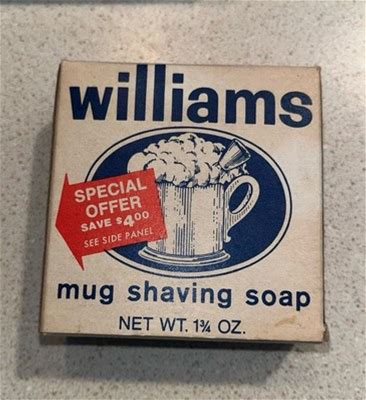 williams
SPECIAL
OFFER
SAVE $4.00
SEE SIDE PANEL
mug shaving soap
NET WT. 1¾ OZ.